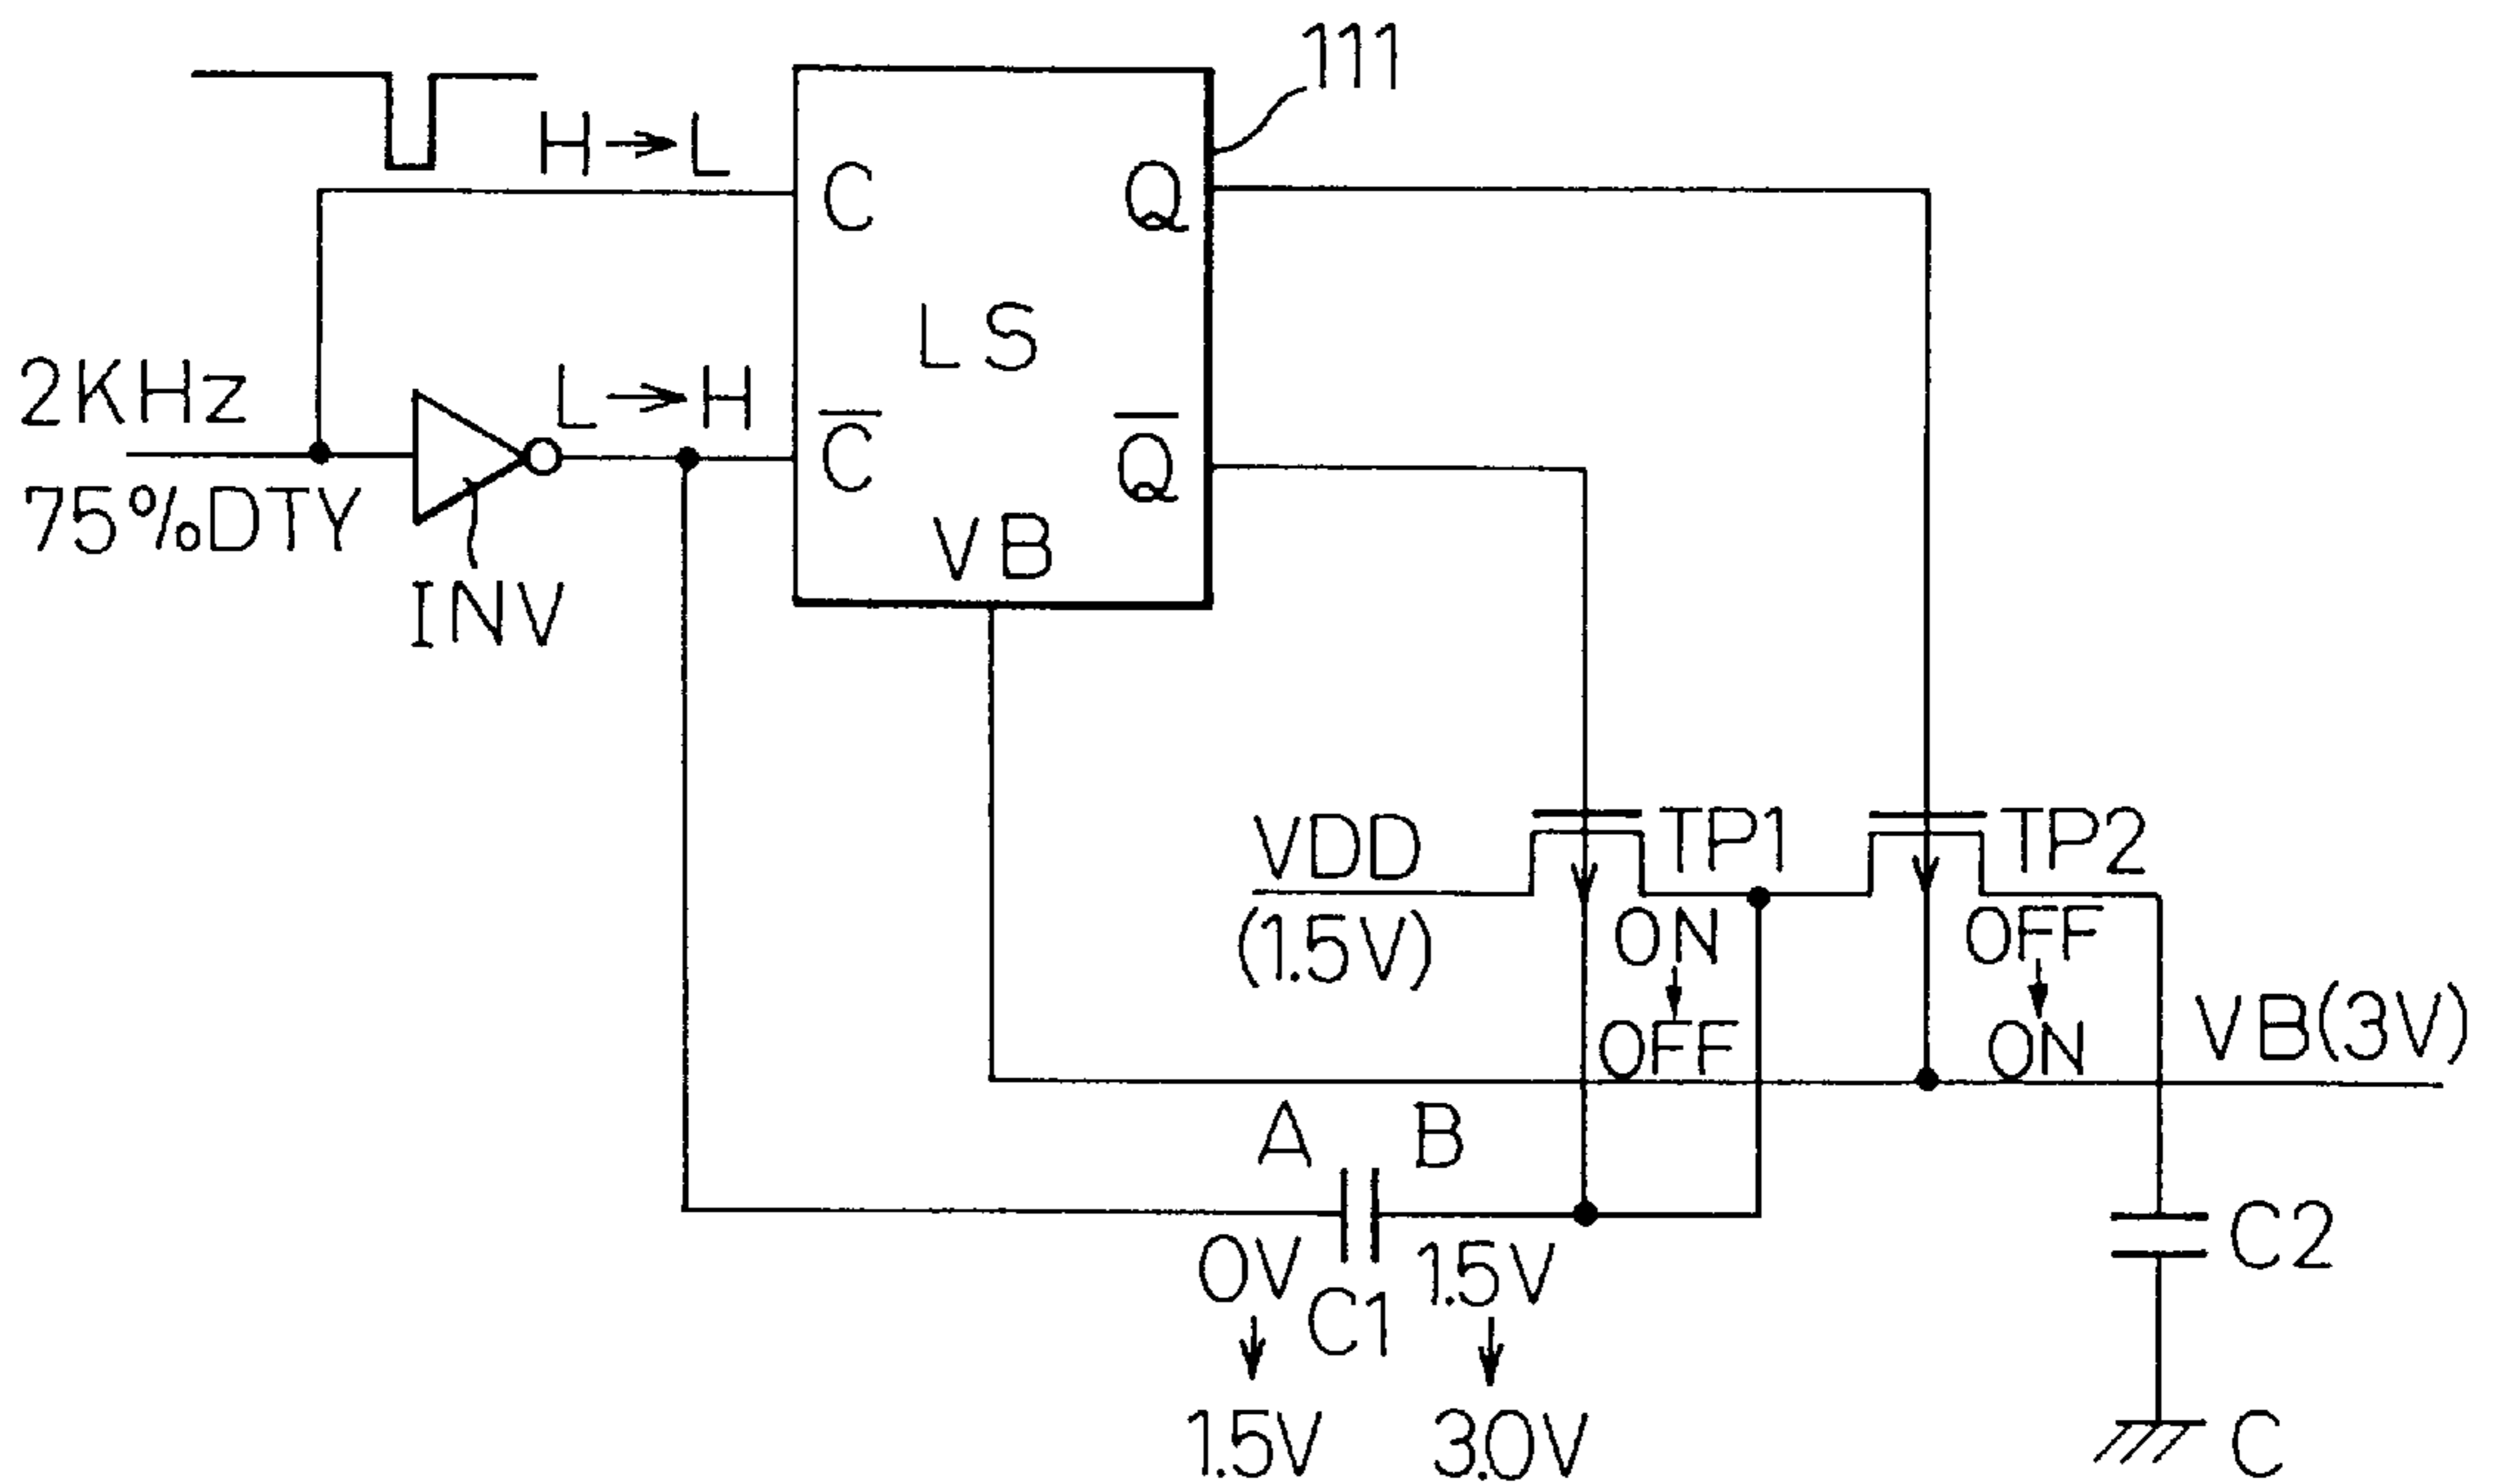 111
H→L
C
Q
LS
2KHz
L→H
C̅
Q̅
75%DTY
VB
INV
VDD
TP1
TP2
(1.5V)
ON
↓
OFF
OFF
↓
ON
VB(3V)
A
B
0V
↓
1.5V
C1
1.5V
↓
3.0V
C2
C